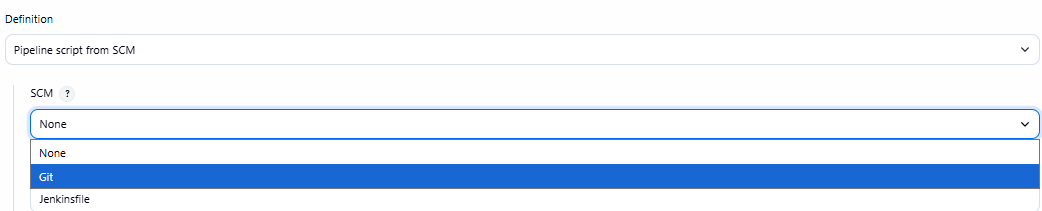 Definition
Pipeline script from SCM
SCM ?
None
None
Git
Jenkinsfile